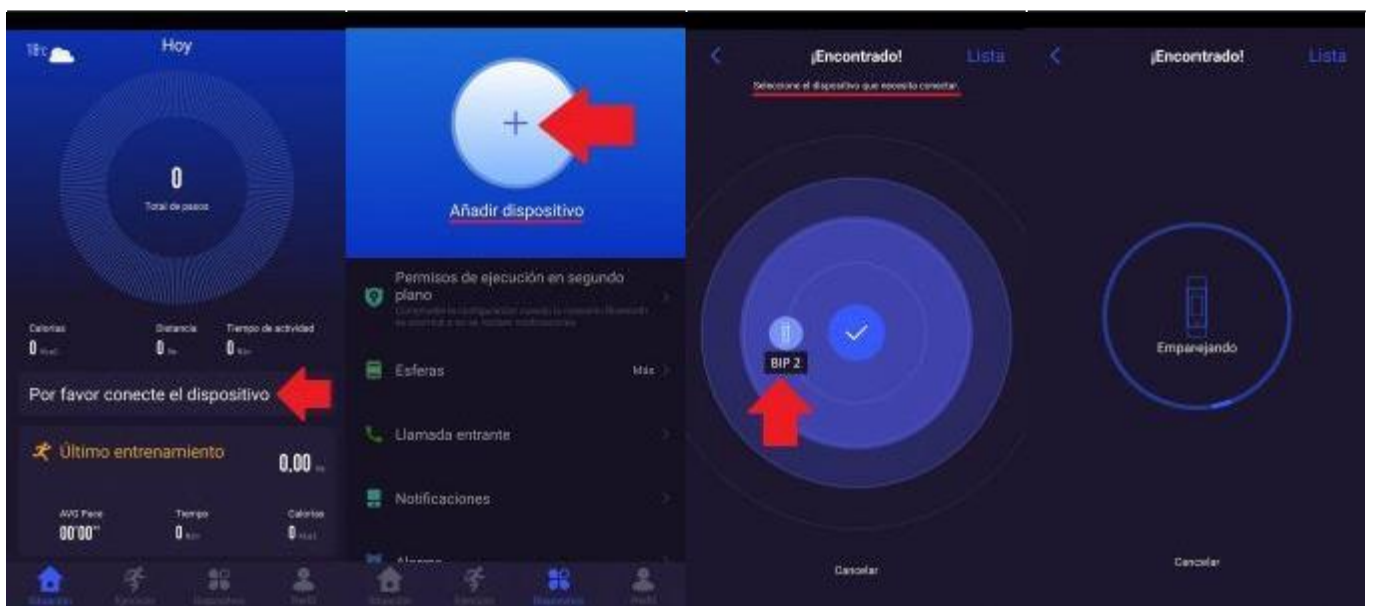 18°c
Hoy
0
Total de pasos
Calorías
Distancia
Tiempo de actividad
0
0
0
Por favor conecte el dispositivo
Último entrenamiento
0.00
AVG Pace
Tiempo
Calorías
00'00"
0
0
Perfil
+
Añadir dispositivo
Permisos de ejecución en segundo
plano
Esferas
Más
Llamada entrante
Notificaciones
Dispositivo
Perfil
¡Encontrado!
Lista
Seleccione el dispositivo que necesita conectar.
BIP 2
Cancelar
¡Encontrado!
Lista
Emparejando
Cancelar